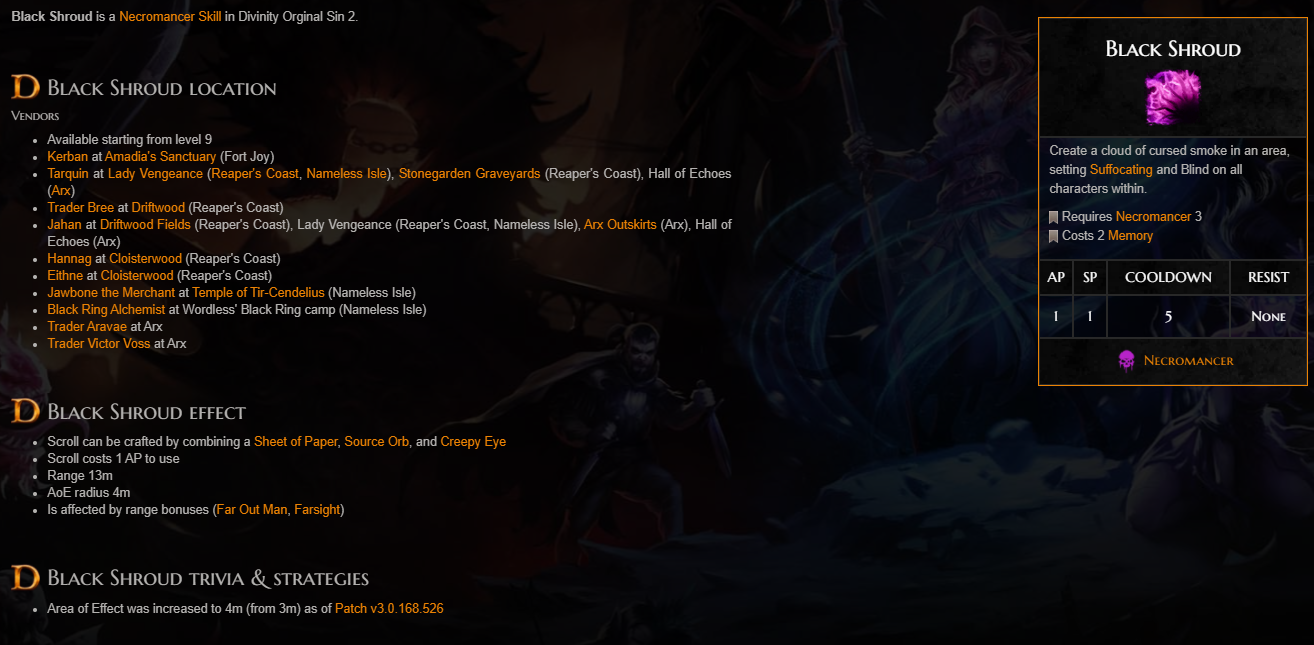 Black Shroud is a Necromancer Skill in Divinity Orginal Sin 2.
Black Shroud location
Vendors
Available starting from level 9
Kerban at Amadia's Sanctuary (Fort Joy)
Tarquin at Lady Vengeance (Reaper's Coast, Nameless Isle), Stonegarden Graveyards (Reaper's Coast), Hall of Echoes
(Arx)
Trader Bree at Driftwood (Reaper's Coast)
Jahan at Driftwood Fields (Reaper's Coast), Lady Vengeance (Reaper's Coast, Nameless Isle), Arx Outskirts (Arx), Hall of
Echoes (Arx)
Hannag at Cloisterwood (Reaper's Coast)
Eithne at Cloisterwood (Reaper's Coast)
Jawbone the Merchant at Temple of Tir-Cendelius (Nameless Isle)
Black Ring Alchemist at Wordless' Black Ring camp (Nameless Isle)
Trader Aravae at Arx
Trader Victor Voss at Arx
Black Shroud effect
Scroll can be crafted by combining a Sheet of Paper, Source Orb, and Creepy Eye
Scroll costs 1 AP to use
Range 13m
AoE radius 4m
Is affected by range bonuses (Far Out Man, Farsight)
Black Shroud trivia & strategies
Area of Effect was increased to 4m (from 3m) as of Patch v3.0.168.526
Black Shroud
Create a cloud of cursed smoke in an area,
setting Suffocating and Blind on all
characters within.
Requires Necromancer 3
Costs 2 Memory
AP SP COOLDOWN RESIST
1 1 5 None
Necromancer